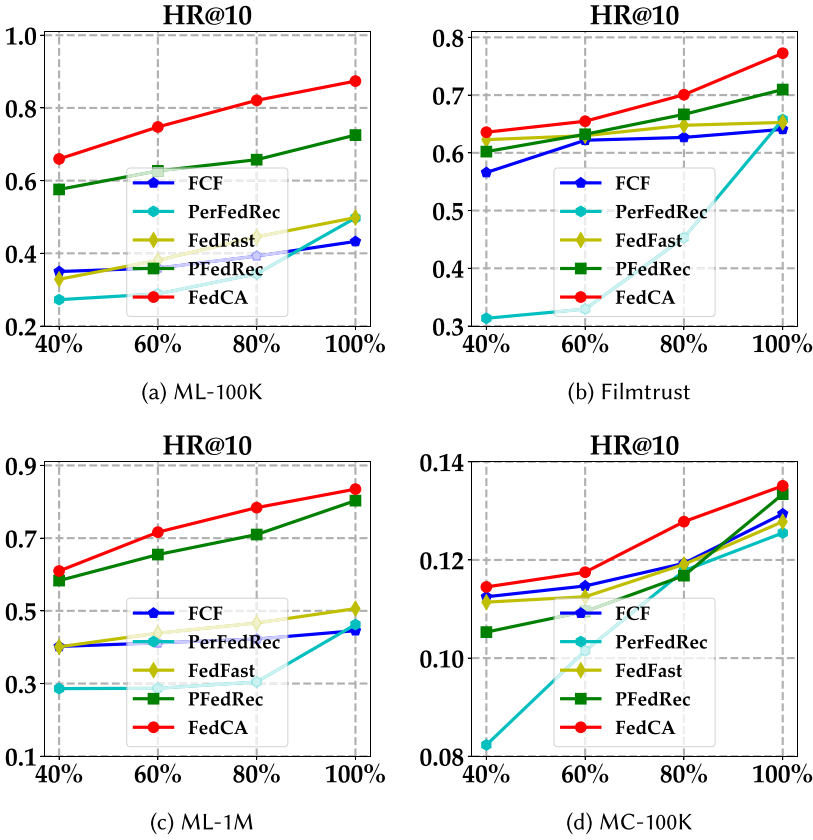 HR@10
1.0
0.8
0.6
0.4
0.2
40%
60%
80%
100%
FCF
PerFedRec
FedFast
PFedRec
FedCA
(a) ML-100K
HR@10
0.8
0.7
0.6
0.5
0.4
0.3
40%
60%
80%
100%
FCF
PerFedRec
FedFast
PFedRec
FedCA
(b) Filmtrust
HR@10
0.9
0.7
0.5
0.3
0.1
40%
60%
80%
100%
FCF
PerFedRec
FedFast
PFedRec
FedCA
(c) ML-1M
HR@10
0.14
0.12
0.10
0.08
40%
60%
80%
100%
FCF
PerFedRec
FedFast
PFedRec
FedCA
(d) MC-100K